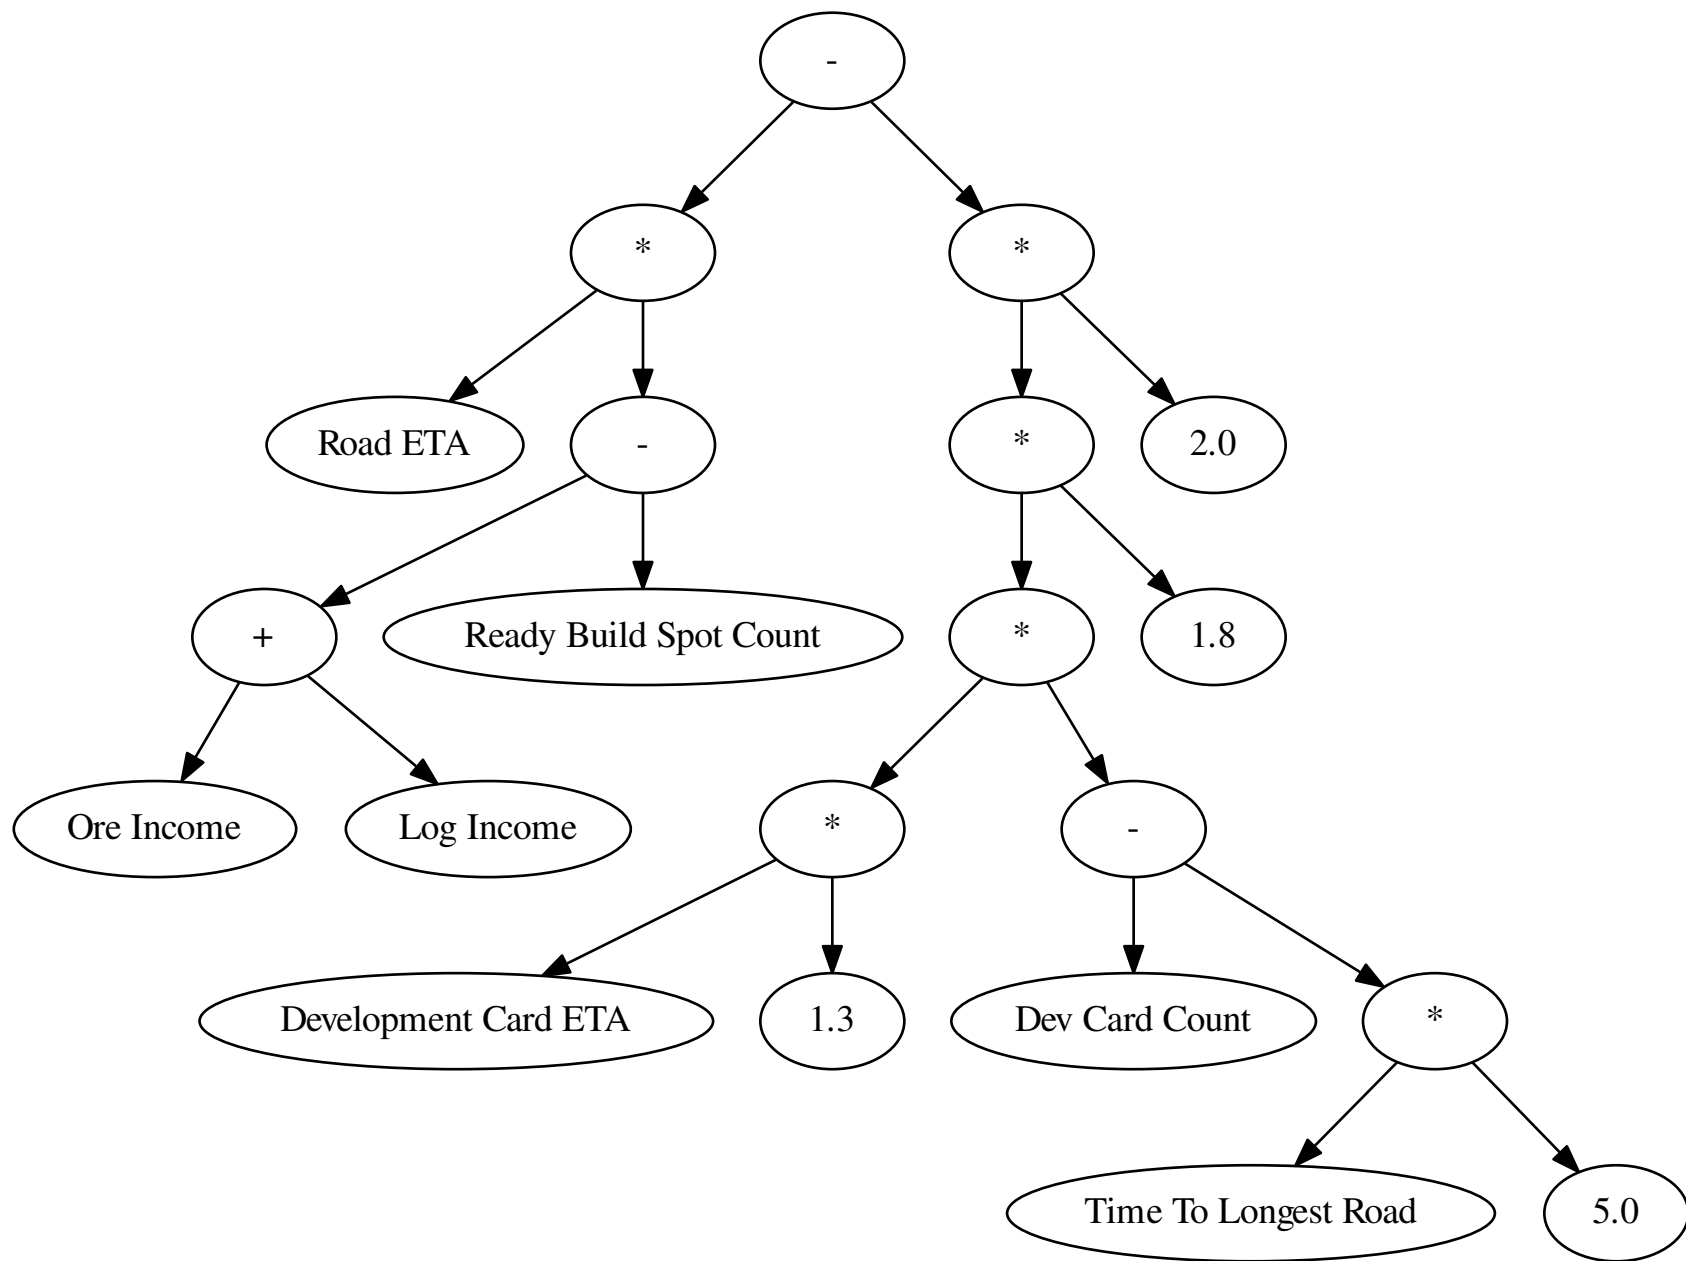 -
* *
Road ETA - * 2.0
+ Ready Build Spot Count * 1.8
Ore Income Log Income * -
Development Card ETA 1.3 Dev Card Count *
Time To Longest Road 5.0